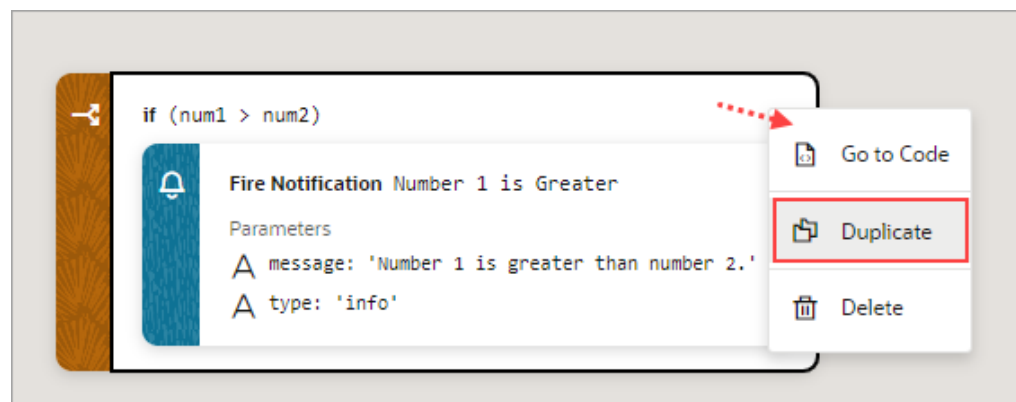 if (num1 > num2)
Go to Code
Fire Notification Number 1 is Greater
Duplicate
Parameters
message: 'Number 1 is greater than number 2.'
type: 'info'
Delete